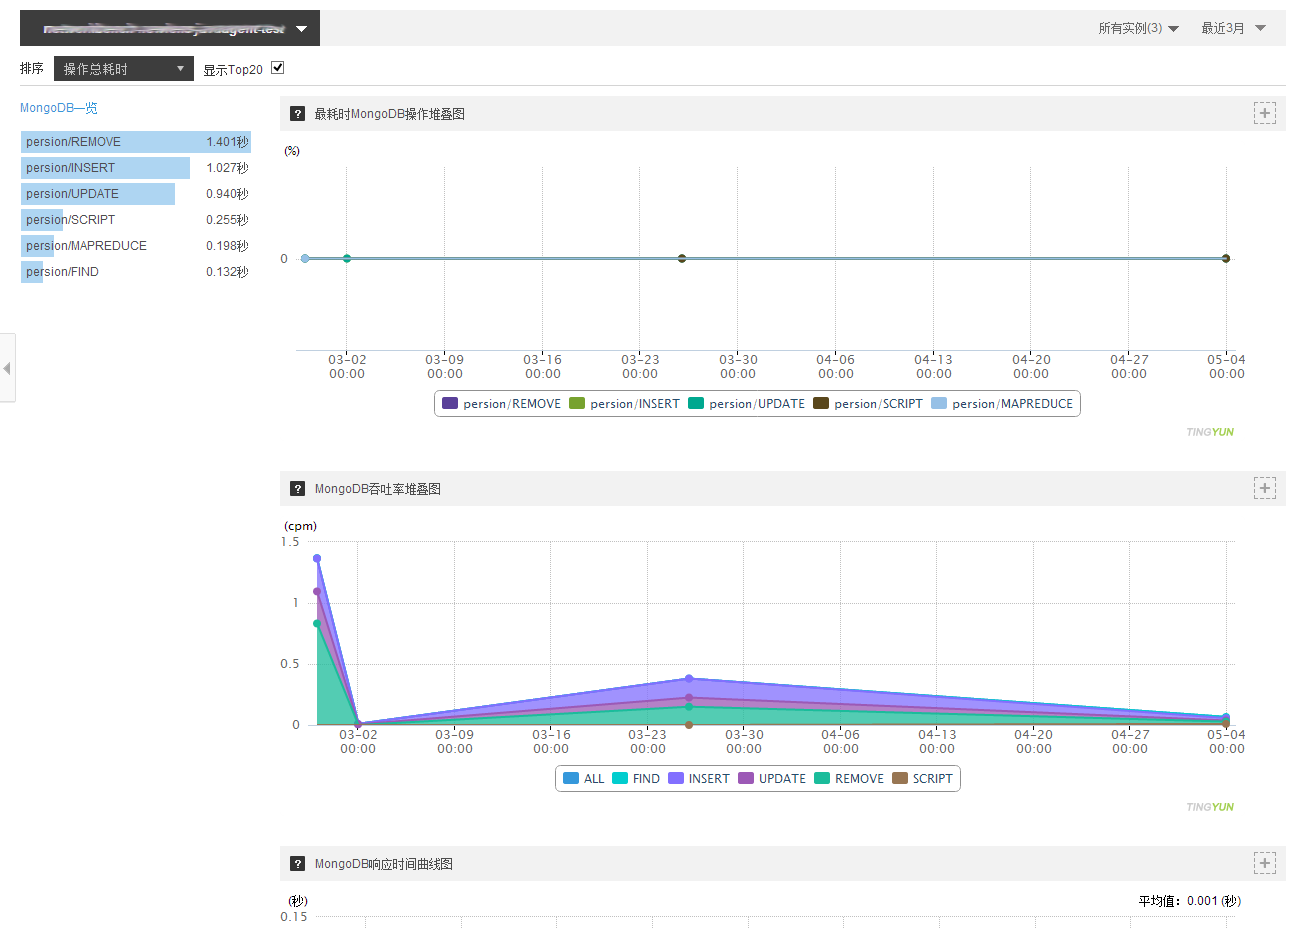 所有实例(3) 最近3月
排序 操作总耗时 显示Top20
MongoDB一览
persion/REMOVE 1.401秒
persion/INSERT 1.027秒
persion/UPDATE 0.940秒
persion/SCRIPT 0.255秒
persion/MAPREDUCE 0.198秒
persion/FIND 0.132秒
? 最耗时MongoDB操作堆叠图
(%)
0
03-02 03-09 03-16 03-23 03-30 04-06 04-13 04-20 04-27 05-04
00:00 00:00 00:00 00:00 00:00 00:00 00:00 00:00 00:00 00:00
persion/REMOVE persion/INSERT persion/UPDATE persion/SCRIPT persion/MAPREDUCE
TINGYUN
? MongoDB吞吐率堆叠图
(cpm)
1.5
1
0.5
0
03-02 03-09 03-16 03-23 03-30 04-06 04-13 04-20 04-27 05-04
00:00 00:00 00:00 00:00 00:00 00:00 00:00 00:00 00:00 00:00
ALL FIND INSERT UPDATE REMOVE SCRIPT
TINGYUN
? MongoDB响应时间曲线图
(秒) 平均值：0.001 (秒)
0.15